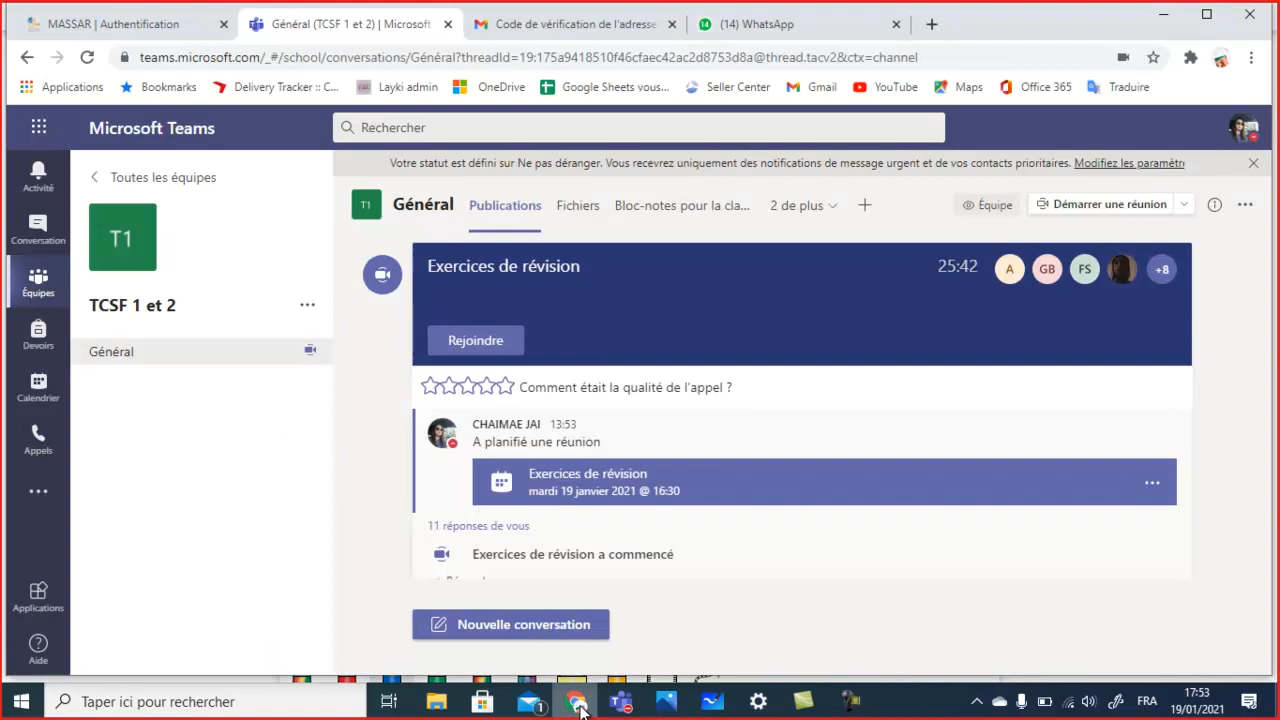 MASSAR | Authentification
Général (TCSF 1 et 2) | Microsoft
Code de vérification de l'adresse
(14) WhatsApp
teams.microsoft.com/_#/school/conversations/Général?threadId=19:175a9418510f46cfaec42ac2d8753d8a@thread.tacv2&ctx=channel
Applications
Bookmarks
Delivery Tracker :: C...
Layki admin
OneDrive
Google Sheets vous...
Seller Center
Gmail
YouTube
Maps
Office 365
Traduire
Microsoft Teams
Rechercher
Votre statut est défini sur Ne pas déranger. Vous recevrez uniquement des notifications de message urgent et de vos contacts prioritaires. Modifiez les paramètre
Activité
Conversation
Équipes
Devoirs
Calendrier
Appels
Applications
Aide
Toutes les équipes
T1
TCSF 1 et 2
Général
T1
Général
Publications
Fichiers
Bloc-notes pour la cla...
2 de plus
Équipe
Démarrer une réunion
Exercices de révision
25:42
A
GB
FS
+8
Rejoindre
Comment était la qualité de l'appel ?
CHAIMAE JAI 13:53
A planifié une réunion
Exercices de révision
mardi 19 janvier 2021 @ 16:30
11 réponses de vous
Exercices de révision a commencé
Nouvelle conversation
Taper ici pour rechercher
1
FRA
17:53
19/01/2021